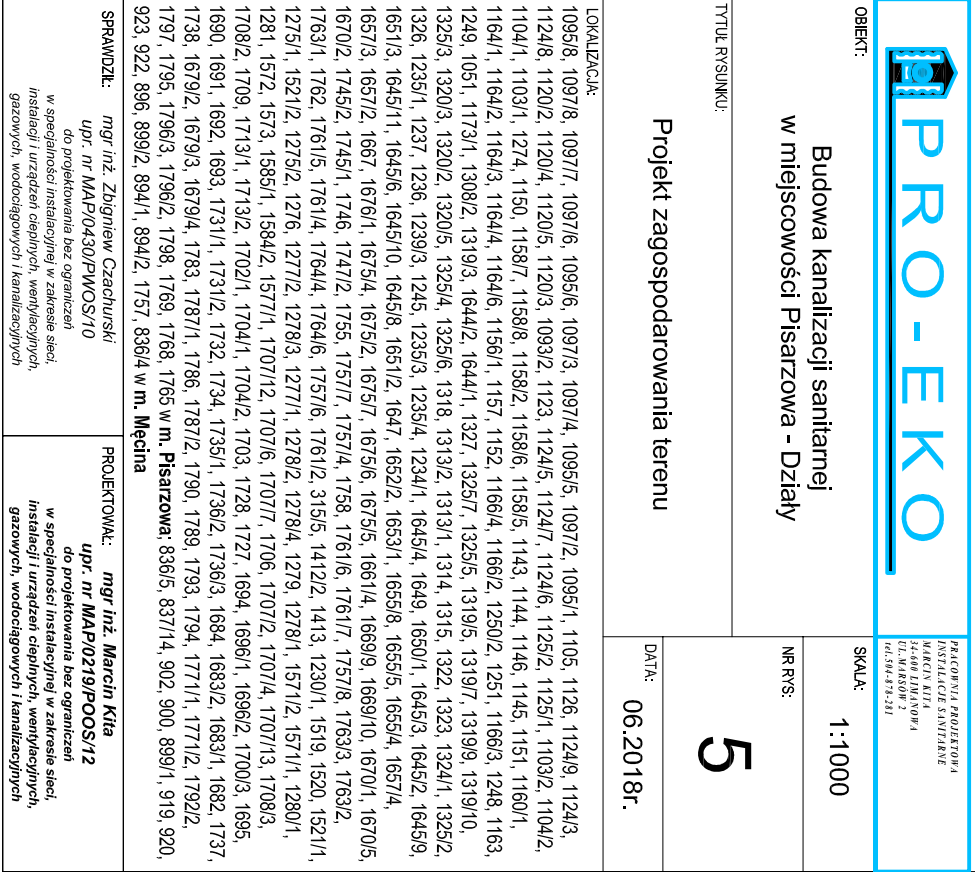 PRO-EKO
PRACOWNIA PROJEKTOWA
INSTALACJE SANITARNE
MARCIN KITA
34-600 LIMANOWA
UL.MARSÓW 2
tel.504-878-281
OBIEKT:
Budowa kanalizacji sanitarnej
w miejscowości Pisarzowa - Działy
SKALA:
1:1000
TYTUŁ RYSUNKU:
Projekt zagospodarowania terenu
NR RYS:
5
DATA:
06.2018r.
LOKALIZACJA:
1095/8, 1097/8, 1097/7, 1097/6, 1095/6, 1097/3, 1097/4, 1095/5, 1097/2, 1095/1, 1105, 1126, 1124/9, 1124/3,
1124/8, 1120/2, 1120/4, 1120/5, 1120/3, 1093/2, 1123, 1124/5, 1124/7, 1124/6, 1125/2, 1125/1, 1103/2, 1104/2,
1104/1, 1103/1, 1274, 1150, 1158/7, 1158/8, 1158/2, 1158/6, 1158/5, 1143, 1144, 1146, 1145, 1151, 1160/1,
1164/1, 1164/2, 1164/3, 1164/4, 1164/6, 1156/1, 1157, 1152, 1166/4, 1166/2, 1250/2, 1251, 1166/3, 1248, 1163,
1249, 1051, 1173/1, 1308/2, 1319/3, 1644/2, 1644/1, 1327, 1325/7, 1325/5, 1319/5, 1319/7, 1319/9, 1319/10,
1325/3, 1320/3, 1320/2, 1320/5, 1325/4, 1325/6, 1318, 1313/2, 1313/1, 1314, 1315, 1322, 1323, 1324/1, 1325/2,
1326, 1235/1, 1237, 1236, 1239/3, 1245, 1235/3, 1235/4, 1234/1, 1645/4, 1649, 1650/1, 1645/3, 1645/2, 1645/9,
1651/3, 1645/11, 1645/6, 1645/10, 1645/8, 1651/2, 1647, 1652/2, 1653/1, 1655/8, 1655/5, 1655/4, 1657/4,
1657/3, 1657/2, 1667, 1676/1, 1675/4, 1675/2, 1675/7, 1675/6, 1675/5, 1661/4, 1669/9, 1669/10, 1670/1, 1670/5,
1670/2, 1745/2, 1745/1, 1746, 1747/2, 1755, 1757/7, 1757/4, 1758, 1761/6, 1761/7, 1757/8, 1763/3, 1763/2,
1763/1, 1762, 1761/5, 1761/4, 1764/4, 1764/6, 1757/6, 1761/2, 315/5, 1412/2, 1413, 1230/1, 1519, 1520, 1521/1,
1275/1, 1521/2, 1275/2, 1276, 1277/2, 1278/3, 1277/1, 1278/2, 1278/4, 1279, 1278/1, 1571/2, 1571/1, 1280/1,
1281, 1572, 1573, 1585/1, 1584/2, 1577/1, 1707/12, 1707/6, 1707/7, 1706, 1707/2, 1707/4, 1707/13, 1708/3,
1708/2, 1709, 1713/1, 1713/2, 1702/1, 1704/1, 1704/2, 1703, 1728, 1727, 1694, 1696/1, 1696/2, 1700/3, 1695,
1690, 1691, 1692, 1693, 1731/1, 1731/2, 1732, 1734, 1735/1, 1736/2, 1736/3, 1684, 1683/2, 1683/1, 1682, 1737,
1738, 1679/2, 1679/3, 1679/4, 1783, 1787/1, 1786, 1787/2, 1790, 1789, 1793, 1794, 1771/1, 1771/2, 1792/2,
1797, 1795, 1796/3, 1796/2, 1798, 1769, 1768, 1765 w m. Pisarzowa; 836/5, 837/14, 902, 900, 899/1, 919, 920,
923, 922, 896, 899/2, 894/1, 894/2, 1757, 836/4 w m. Męcina
SPRAWDZIŁ:
mgr inż. Zbigniew Czachurski
upr. nr MAP/0430/PWOS/10
do projektowania bez ograniczeń
w specjalności instalacyjnej w zakresie sieci,
instalacji i urządzeń cieplnych, wentylacyjnych,
gazowych, wodociągowych i kanalizacyjnych
PROJEKTOWAŁ:
mgr inż. Marcin Kita
upr. nr MAP/0219/POOS/12
do projektowania bez ograniczeń
w specjalności instalacyjnej w zakresie sieci,
instalacji i urządzeń cieplnych, wentylacyjnych,
gazowych, wodociągowych i kanalizacyjnych